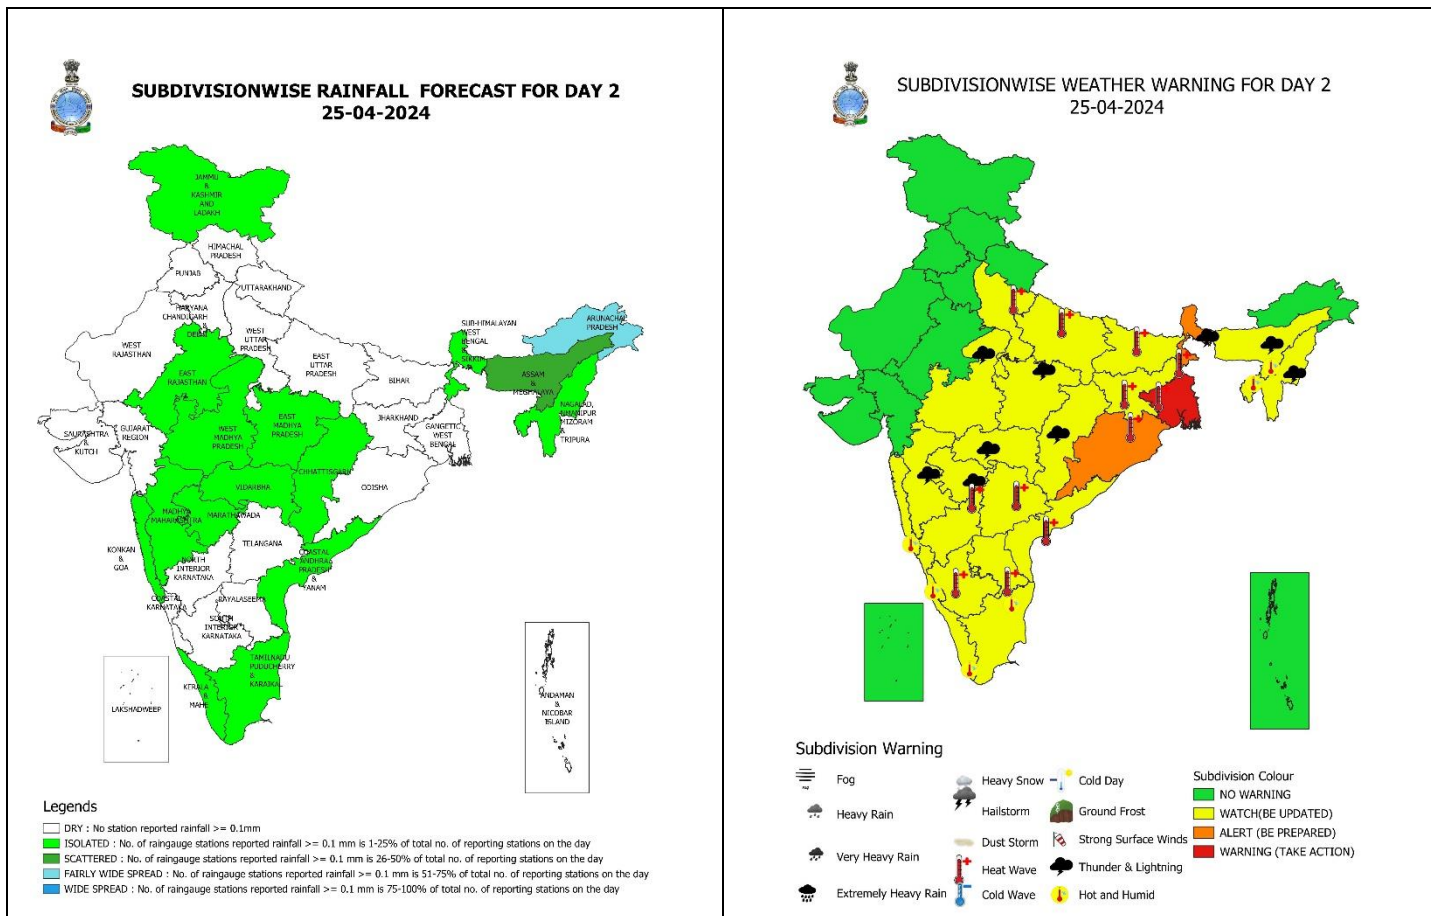 SUBDIVISIONWISE RAINFALL FORECAST FOR DAY 2
25-04-2024
JAMMU
&
KASHMIR
AND
LADAKH
HIMACHAL
PRADESH
PUNJAB
UTTARAKHAND
HARYANA
CHANDIGARH
&
DELHI
WEST
UTTAR
PRADESH
WEST
RAJASTHAN
EAST
RAJASTHAN
EAST
UTTAR
PRADESH
BIHAR
SUB-HIMALAYAN
WEST
BENGAL
&
SIKKIM
ARUNACHAL
PRADESH
ASSAM
&
MEGHALAYA
NAGALAD,
MANIPUR
MIZORAM
&
TRIPURA
SAURASHTRA
&
KUTCH
GUJARAT
REGION
WEST
MADHYA
PRADESH
EAST
MADHYA
PRADESH
JHARKHAND
GANGETIC
WEST
BENGAL
CHHATTISGARH
ODISHA
VIDARBHA
MADHYA
MAHARASHTRA
MARATHAWADA
TELANGANA
KONKAN
&
GOA
NORTH
INTERIOR
KARNATAKA
COASTAL
ANDHRA
PRADESH
&
YANAM
COASTAL
KARNATAKA
RAYALASEEMA
SOUTH
INTERIOR
KARNATAKA
TAMILNADU
PUDUCHERRY
&
KARAIKAL
KERALA
&
MAHE
LAKSHADWEEP
ANDAMAN
&
NICOBAR
ISLAND
Legends
DRY : No station reported rainfall >= 0.1mm
ISOLATED : No. of raingauge stations reported rainfall >= 0.1 mm is 1-25% of total no. of reporting stations on the day
SCATTERED : No. of raingauge stations reported rainfall >= 0.1 mm is 26-50% of total no. of reporting stations on the day
FAIRLY WIDE SPREAD : No. of raingauge stations reported rainfall >= 0.1 mm is 51-75% of total no. of reporting stations on the day
WIDE SPREAD : No. of raingauge stations reported rainfall >= 0.1 mm is 75-100% of total no. of reporting stations on the day
SUBDIVISIONWISE WEATHER WARNING FOR DAY 2
25-04-2024
Subdivision Warning
Fog
Heavy Rain
Very Heavy Rain
Extremely Heavy Rain
Heavy Snow
Hailstorm
Dust Storm
Heat Wave
Cold Wave
Cold Day
Ground Frost
Strong Surface Winds
Thunder & Lightning
Hot and Humid
Subdivision Colour
NO WARNING
WATCH(BE UPDATED)
ALERT (BE PREPARED)
WARNING (TAKE ACTION)